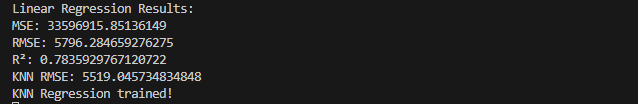 Linear Regression Results:
MSE: 33596915.85136149
RMSE: 5796.284659276275
R²: 0.7835929767120722
KNN RMSE: 5519.045734834848
KNN Regression trained!